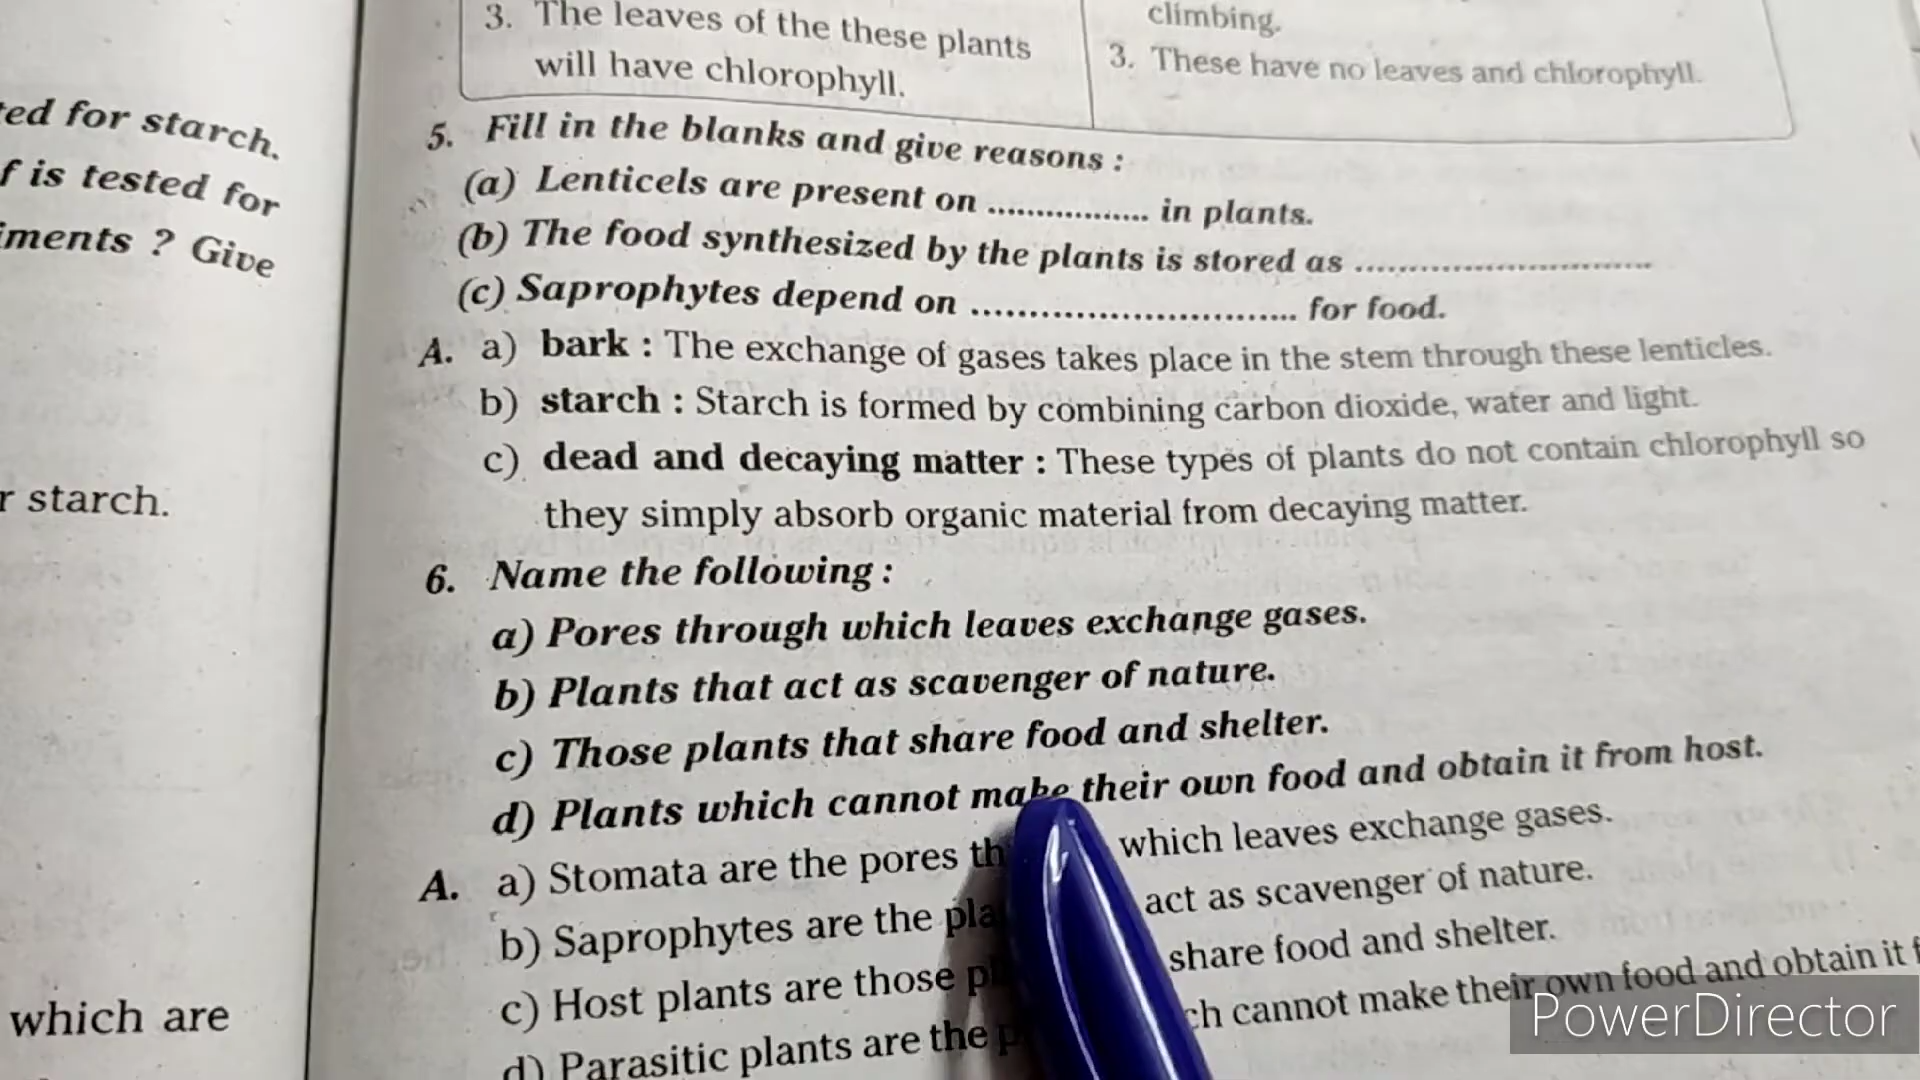 3. The leaves of the these plants
will have chlorophyll.
climbing.
3. These have no leaves and chlorophyll.
ed for starch.
f is tested for
iments ? Give
r starch.
which are
5. Fill in the blanks and give reasons :
(a) Lenticels are present on ................. in plants.
(b) The food synthesized by the plants is stored as ..............................
(c) Saprophytes depend on .............................. for food.
A. a) bark : The exchange of gases takes place in the stem through these lenticles.
b) starch : Starch is formed by combining carbon dioxide, water and light.
c) dead and decaying matter : These types of plants do not contain chlorophyll so
they simply absorb organic material from decaying matter.
6. Name the following :
a) Pores through which leaves exchange gases.
b) Plants that act as scavenger of nature.
c) Those plants that share food and shelter.
d) Plants which cannot make their own food and obtain it from host.
A. a) Stomata are the pores th which leaves exchange gases.
b) Saprophytes are the pla act as scavenger of nature.
c) Host plants are those p share food and shelter.
d) Parasitic plants are the p ch cannot make their own food and obtain it f
PowerDirector